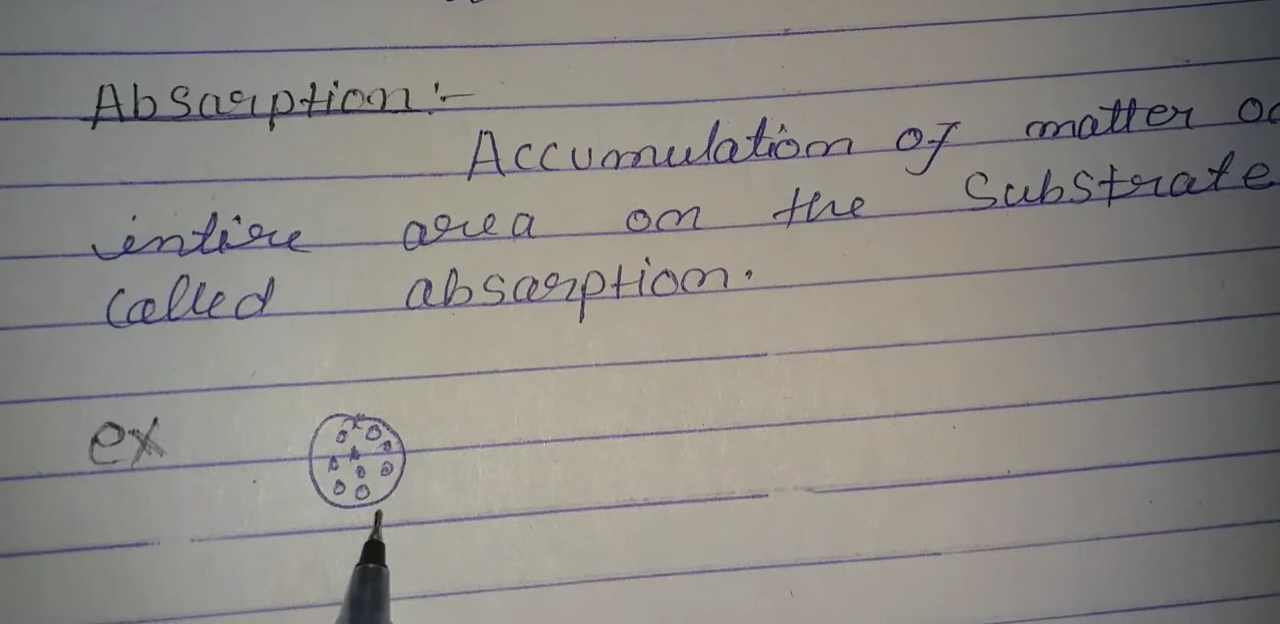 Absorption:-
Accumulation of matter
entire area on the substrate
called absorption.
ex